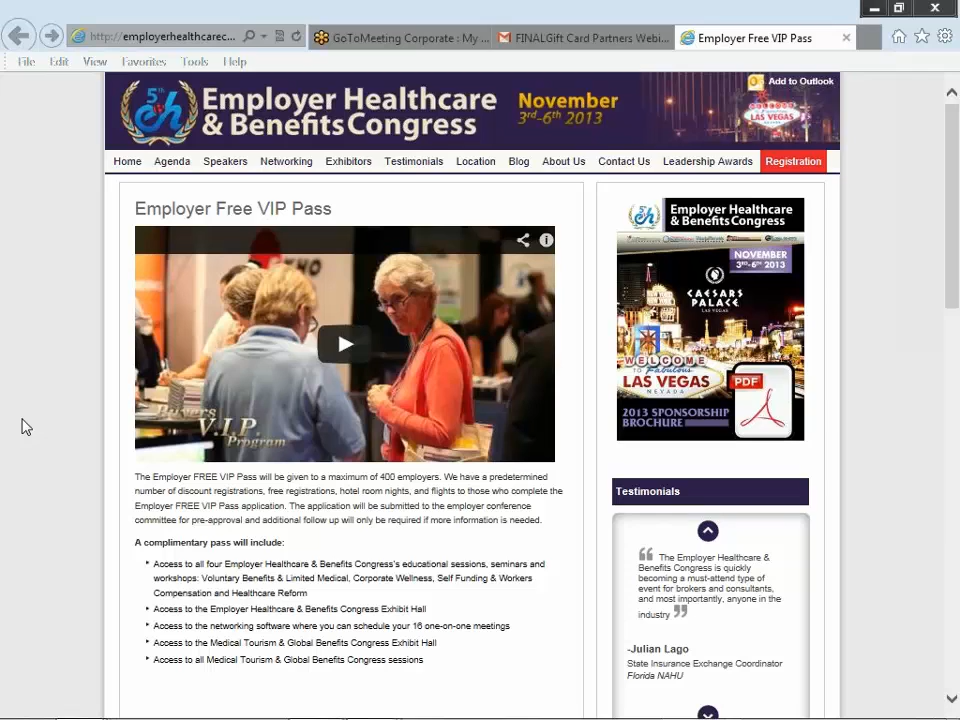 http://employerhealthcarec...
GoToMeeting Corporate : My ...
FINALGift Card Partners Webi...
Employer Free VIP Pass
File Edit View Favorites Tools Help
5th
Employer Healthcare
& Benefits Congress
November
3rd-6th 2013
Add to Outlook
WELCOME
LAS VEGAS
Home Agenda Speakers Networking Exhibitors Testimonials Location Blog About Us Contact Us Leadership Awards Registration
Employer Free VIP Pass
Buyers
V.I.P.
Program
The Employer FREE VIP Pass will be given to a maximum of 400 employers. We have a predetermined
number of discount registrations, free registrations, hotel room nights, and flights to those who complete the
Employer FREE VIP Pass application. The application will be submitted to the employer conference
committee for pre-approval and additional follow up will only be required if more information is needed.
A complimentary pass will include:
Access to all four Employer Healthcare & Benefits Congress's educational sessions, seminars and
workshops: Voluntary Benefits & Limited Medical, Corporate Wellness, Self Funding & Workers
Compensation and Healthcare Reform
Access to the Employer Healthcare & Benefits Congress Exhibit Hall
Access to the networking software where you can schedule your 16 one-on-one meetings
Access to the Medical Tourism & Global Benefits Congress Exhibit Hall
Access to all Medical Tourism & Global Benefits Congress sessions
Employer Healthcare
& Benefits Congress
NOVEMBER
3rd-6th 2013
CAESARS
PALACE
LAS VEGAS
WELCOME
TO Fabulous
LAS VEGAS
NEVADA
PDF
2013 SPONSORSHIP
BROCHURE
Testimonials
“ The Employer Healthcare &
Benefits Congress is quickly
becoming a must-attend type of
event for brokers and consultants,
and most importantly, anyone in the
industry ”
-Julian Lago
State Insurance Exchange Coordinator
Florida NAHU